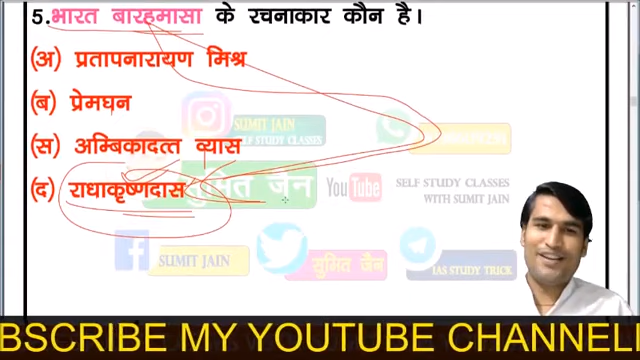 5.भारत बारहमासा के रचनाकार कौन है।
(अ) प्रतापनारायण मिश्र
(ब) प्रेमघन
SUMIT JAIN
SELF STUDY CLASSES
(स) अम्बिकादत्त व्यास
(द) राधाकृष्णदास
सुमित जैन
YouTube
SELF STUDY CLASSES
WITH SUMIT JAIN
SUMIT JAIN
सुमित जैन
IAS STUDY TRICK
BSCRIBE MY YOUTUBE CHANNEL